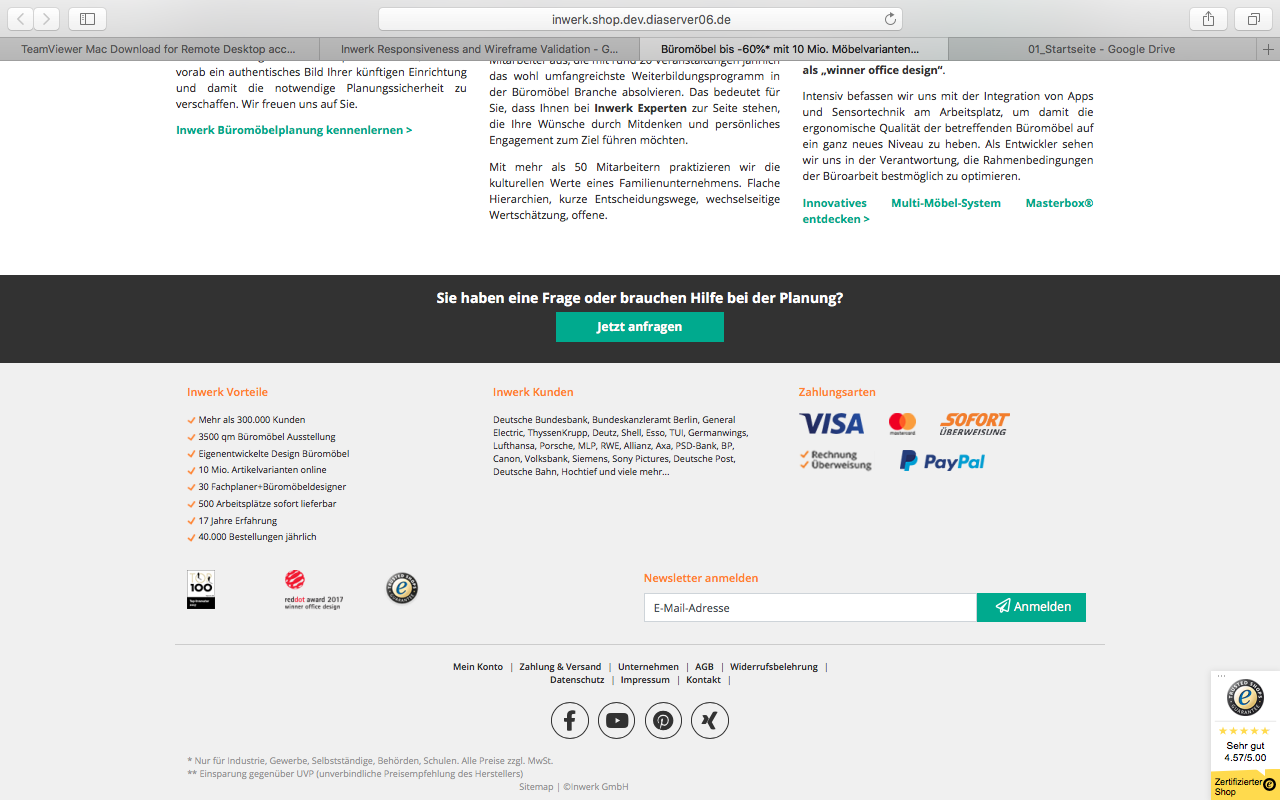 inwerk.shop.dev.diaserver06.de
TeamViewer Mac Download for Remote Desktop acc...
Inwerk Responsiveness and Wireframe Validation - G...
Büromöbel bis -60%* mit 10 Mio. Möbelvarianten...
01_Startseite - Google Drive
vorab ein authentisches Bild Ihrer künftigen Einrichtung
und damit die notwendige Planungssicherheit zu
verschaffen. Wir freuen uns auf Sie.
Inwerk Büromöbelplanung kennenlernen >
Mitarbeiter aus, die mit rund 20 Veranstaltungen jährlich
das wohl umfangreichste Weiterbildungsprogramm in
der Büromöbel Branche absolvieren. Das bedeutet für
Sie, dass Ihnen bei Inwerk Experten zur Seite stehen,
die Ihre Wünsche durch Mitdenken und persönliches
Engagement zum Ziel führen möchten.
Mit mehr als 50 Mitarbeitern praktizieren wir die
kulturellen Werte eines Familienunternehmens. Flache
Hierarchien, kurze Entscheidungswege, wechselseitige
Wertschätzung, offene.
als „winner office design“.
Intensiv befassen wir uns mit der Integration von Apps
und Sensortechnik am Arbeitsplatz, um damit die
ergonomische Qualität der betreffenden Büromöbel auf
ein ganz neues Niveau zu heben. Als Entwickler sehen
wir uns in der Verantwortung, die Rahmenbedingungen
der Büroarbeit bestmöglich zu optimieren.
Innovatives Multi-Möbel-System Masterbox®
entdecken >
Sie haben eine Frage oder brauchen Hilfe bei der Planung?
Jetzt anfragen
Inwerk Vorteile
Mehr als 300.000 Kunden
3500 qm Büromöbel Ausstellung
Eigenentwickelte Design Büromöbel
10 Mio. Artikelvarianten online
30 Fachplaner+Büromöbeldesigner
500 Arbeitsplätze sofort lieferbar
17 Jahre Erfahrung
40.000 Bestellungen jährlich
Inwerk Kunden
Deutsche Bundesbank, Bundeskanzleramt Berlin, General
Electric, ThyssenKrupp, Deutz, Shell, Esso, TUI, Germanwings,
Lufthansa, Porsche, MLP, RWE, Allianz, Axa, PSD-Bank, BP,
Canon, Volksbank, Siemens, Sony Pictures, Deutsche Post,
Deutsche Bahn, Hochtief und viele mehr...
Zahlungsarten
VISA
mastercard
SOFORT
ÜBERWEISUNG
Rechnung
Überweisung
PayPal
TOP
100
reddot award 2017
winner office design
TRUSTED SHOPS
GUARANTEE
e
Newsletter anmelden
E-Mail-Adresse
Anmelden
Mein Konto | Zahlung & Versand | Unternehmen | AGB | Widerrufsbelehrung |
Datenschutz | Impressum | Kontakt |
* Nur für Industrie, Gewerbe, Selbstständige, Behörden, Schulen. Alle Preise zzgl. MwSt.
** Einsparung gegenüber UVP (unverbindliche Preisempfehlung des Herstellers)
Sitemap | ©Inwerk GmbH
TRUSTED SHOPS
GUARANTEE
e
Sehr gut
4.57/5.00
Zertifizierter
Shop